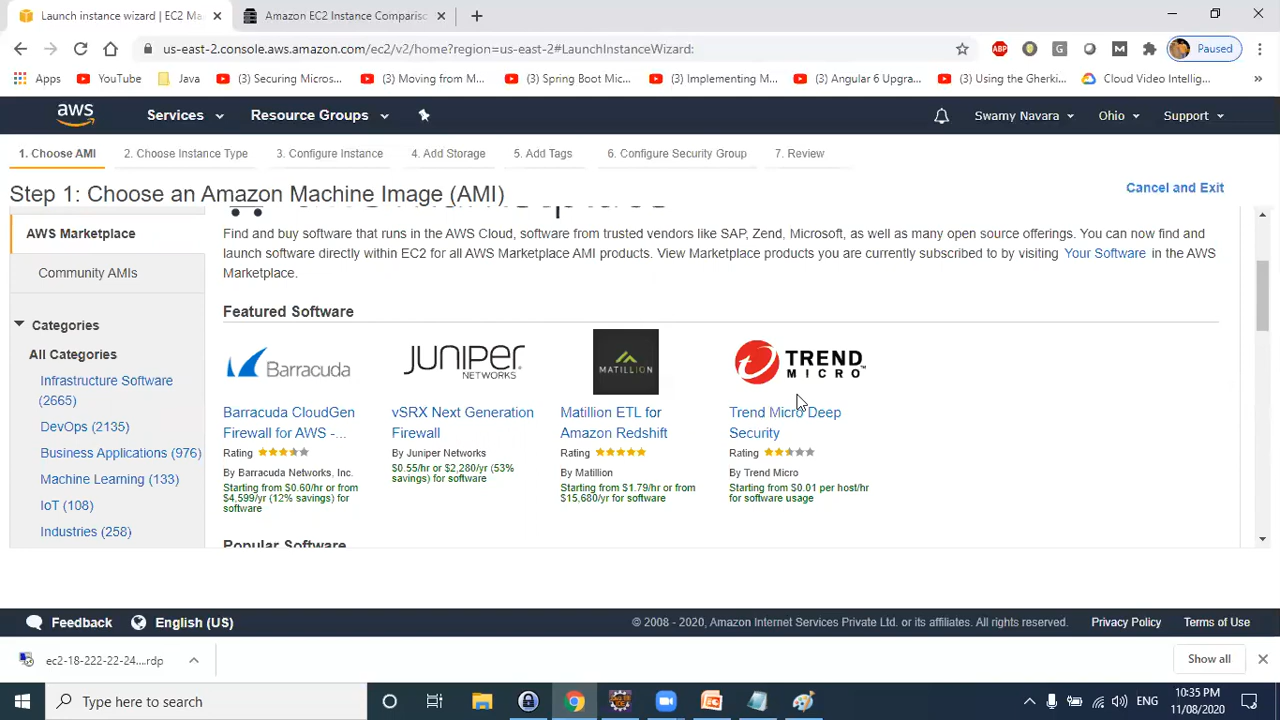 Launch instance wizard | EC2 Ma
Amazon EC2 Instance Comparis
us-east-2.console.aws.amazon.com/ec2/v2/home?region=us-east-2#LaunchInstanceWizard:
ABP
G
M
Paused
Apps
YouTube
Java
(3) Securing Micros...
(3) Moving from M...
(3) Spring Boot Mic...
(3) Implementing M...
(3) Angular 6 Upgra...
(3) Using the Gherki...
Cloud Video Intellig...
aws
Services
Resource Groups
Swamy Navara
Ohio
Support
1. Choose AMI
2. Choose Instance Type
3. Configure Instance
4. Add Storage
5. Add Tags
6. Configure Security Group
7. Review
Step 1: Choose an Amazon Machine Image (AMI)
Cancel and Exit
AWS Marketplace
Community AMIs
Categories
All Categories
Infrastructure Software
(2665)
DevOps (2135)
Business Applications (976)
Machine Learning (133)
IoT (108)
Industries (258)
Find and buy software that runs in the AWS Cloud, software from trusted vendors like SAP, Zend, Microsoft, as well as many open source offerings. You can now find and
launch software directly within EC2 for all AWS Marketplace AMI products. View Marketplace products you are currently subscribed to by visiting Your Software in the AWS
Marketplace.
Featured Software
Barracuda
Barracuda CloudGen
Firewall for AWS -...
Rating
By Barracuda Networks, Inc.
Starting from $0.60/hr or from
$4.599/yr (12% savings) for
software
JUNIPER
NETWORKS
vSRX Next Generation
Firewall
By Juniper Networks
$0.55/hr or $2,280/yr (53%
savings) for software
MATILLION
Matillion ETL for
Amazon Redshift
Rating
By Matillion
Starting from $1.79/hr or from
$15.680/yr for software
TREND
MICRO
Trend Micro Deep
Security
Rating
By Trend Micro
Starting from $0.01 per host/hr
for software usage
Popular Software
Feedback
English (US)
© 2008 - 2020, Amazon Internet Services Private Ltd. or its affiliates. All rights reserved.
Privacy Policy
Terms of Use
ec2-18-222-22-24....rdp
Show all
Type here to search
ENG
10:35 PM
11/08/2020